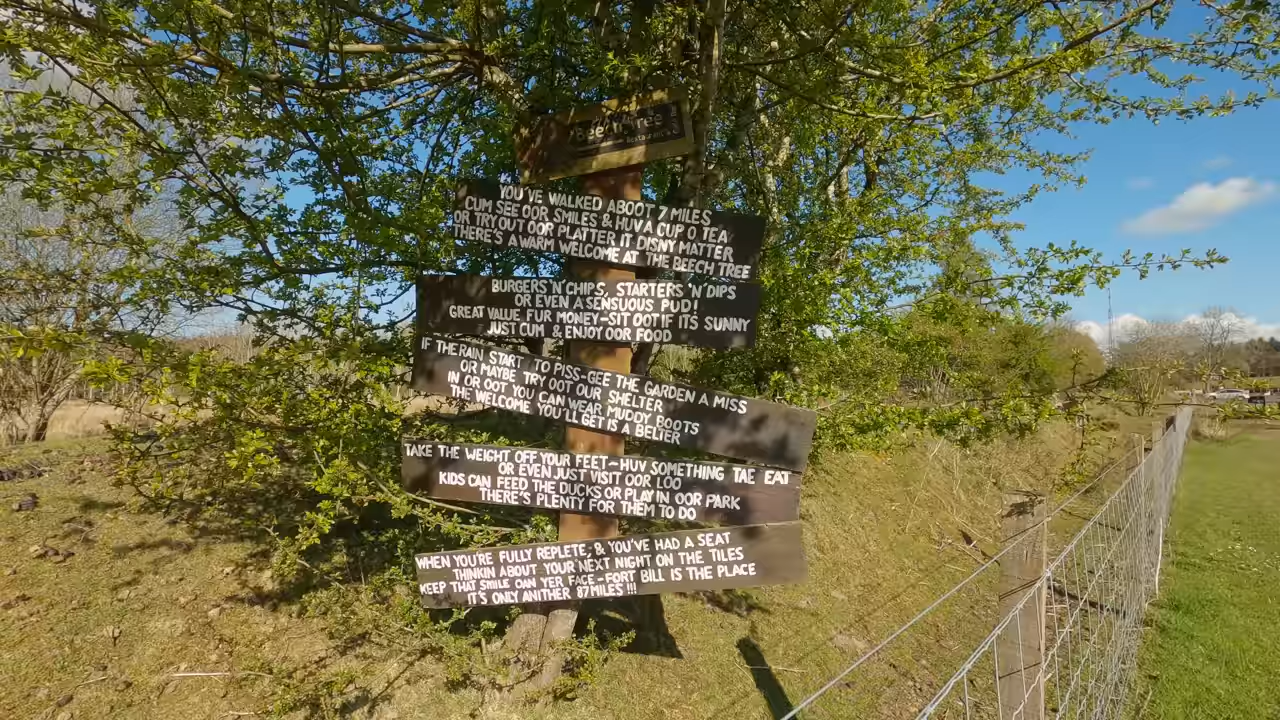 Beech Tree
YOU'VE WALKED ABOOT 7 MILES
CUM SEE OOR SMILES & HUV A CUP O TEA
OR TRY OUT OOR PLATTER IT DISNY MATTER
THERE'S A WARM WELCOME AT THE BEECH TREE
BURGERS 'N' CHIPS, STARTERS 'N' DIPS
OR EVEN A SENSUOUS PUD!
GREAT VALUE FUR MONEY-SIT OOT IF ITS SUNNY
JUST CUM & ENJOY OOR FOOD
IF THE RAIN START TO PISS-GEE THE GARDEN A MISS
OR MAYBE TRY OOT OUR SHELTER
IN OR OOT YOU CAN WEAR MUDDY BOOTS
THE WELCOME YOU'LL GET IS A BELTER
TAKE THE WEIGHT OFF YOUR FEET-HUV SOMETHING TAE EAT
OR EVEN JUST VISIT OOR LOO
KIDS CAN FEED THE DUCKS OR PLAY IN OOR PARK
THERE'S PLENTY FOR THEM TO DO
WHEN YOU'RE FULLY REPLETE, & YOU'VE HAD A SEAT
THINKIN ABOUT YOUR NEXT NIGHT ON THE TILES
KEEP THAT SMILE OAN YER FACE-FORT BILL IS THE PLACE
IT'S ONLY ANITHER 87 MILES !!!